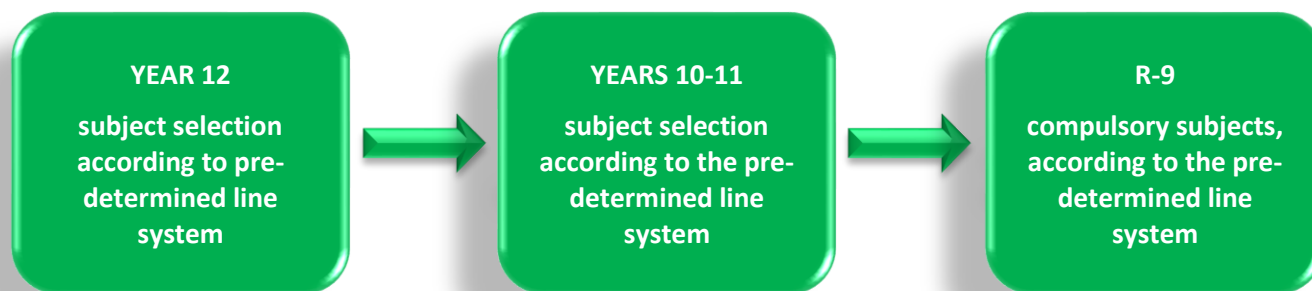 YEAR 12
subject selection
according to pre-
determined line
system
YEARS 10-11
subject selection
according to the pre-
determined line
system
R-9
compulsory subjects,
according to the pre-
determined line
system